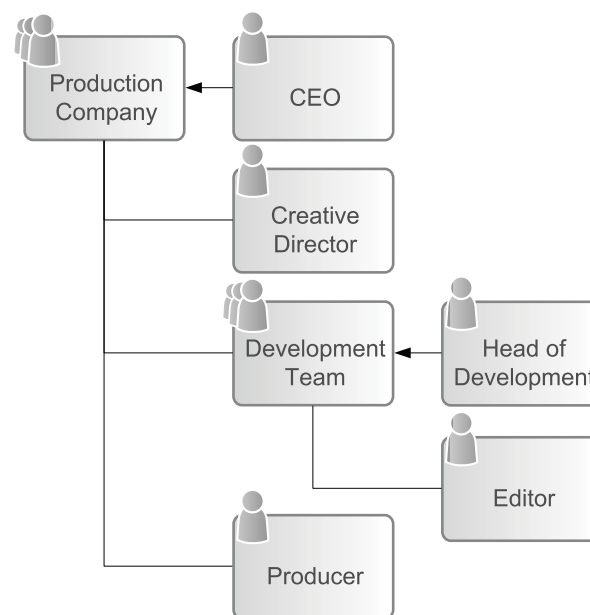 Production
Company
CEO
Creative
Director
Development
Team
Head of
Development
Editor
Producer